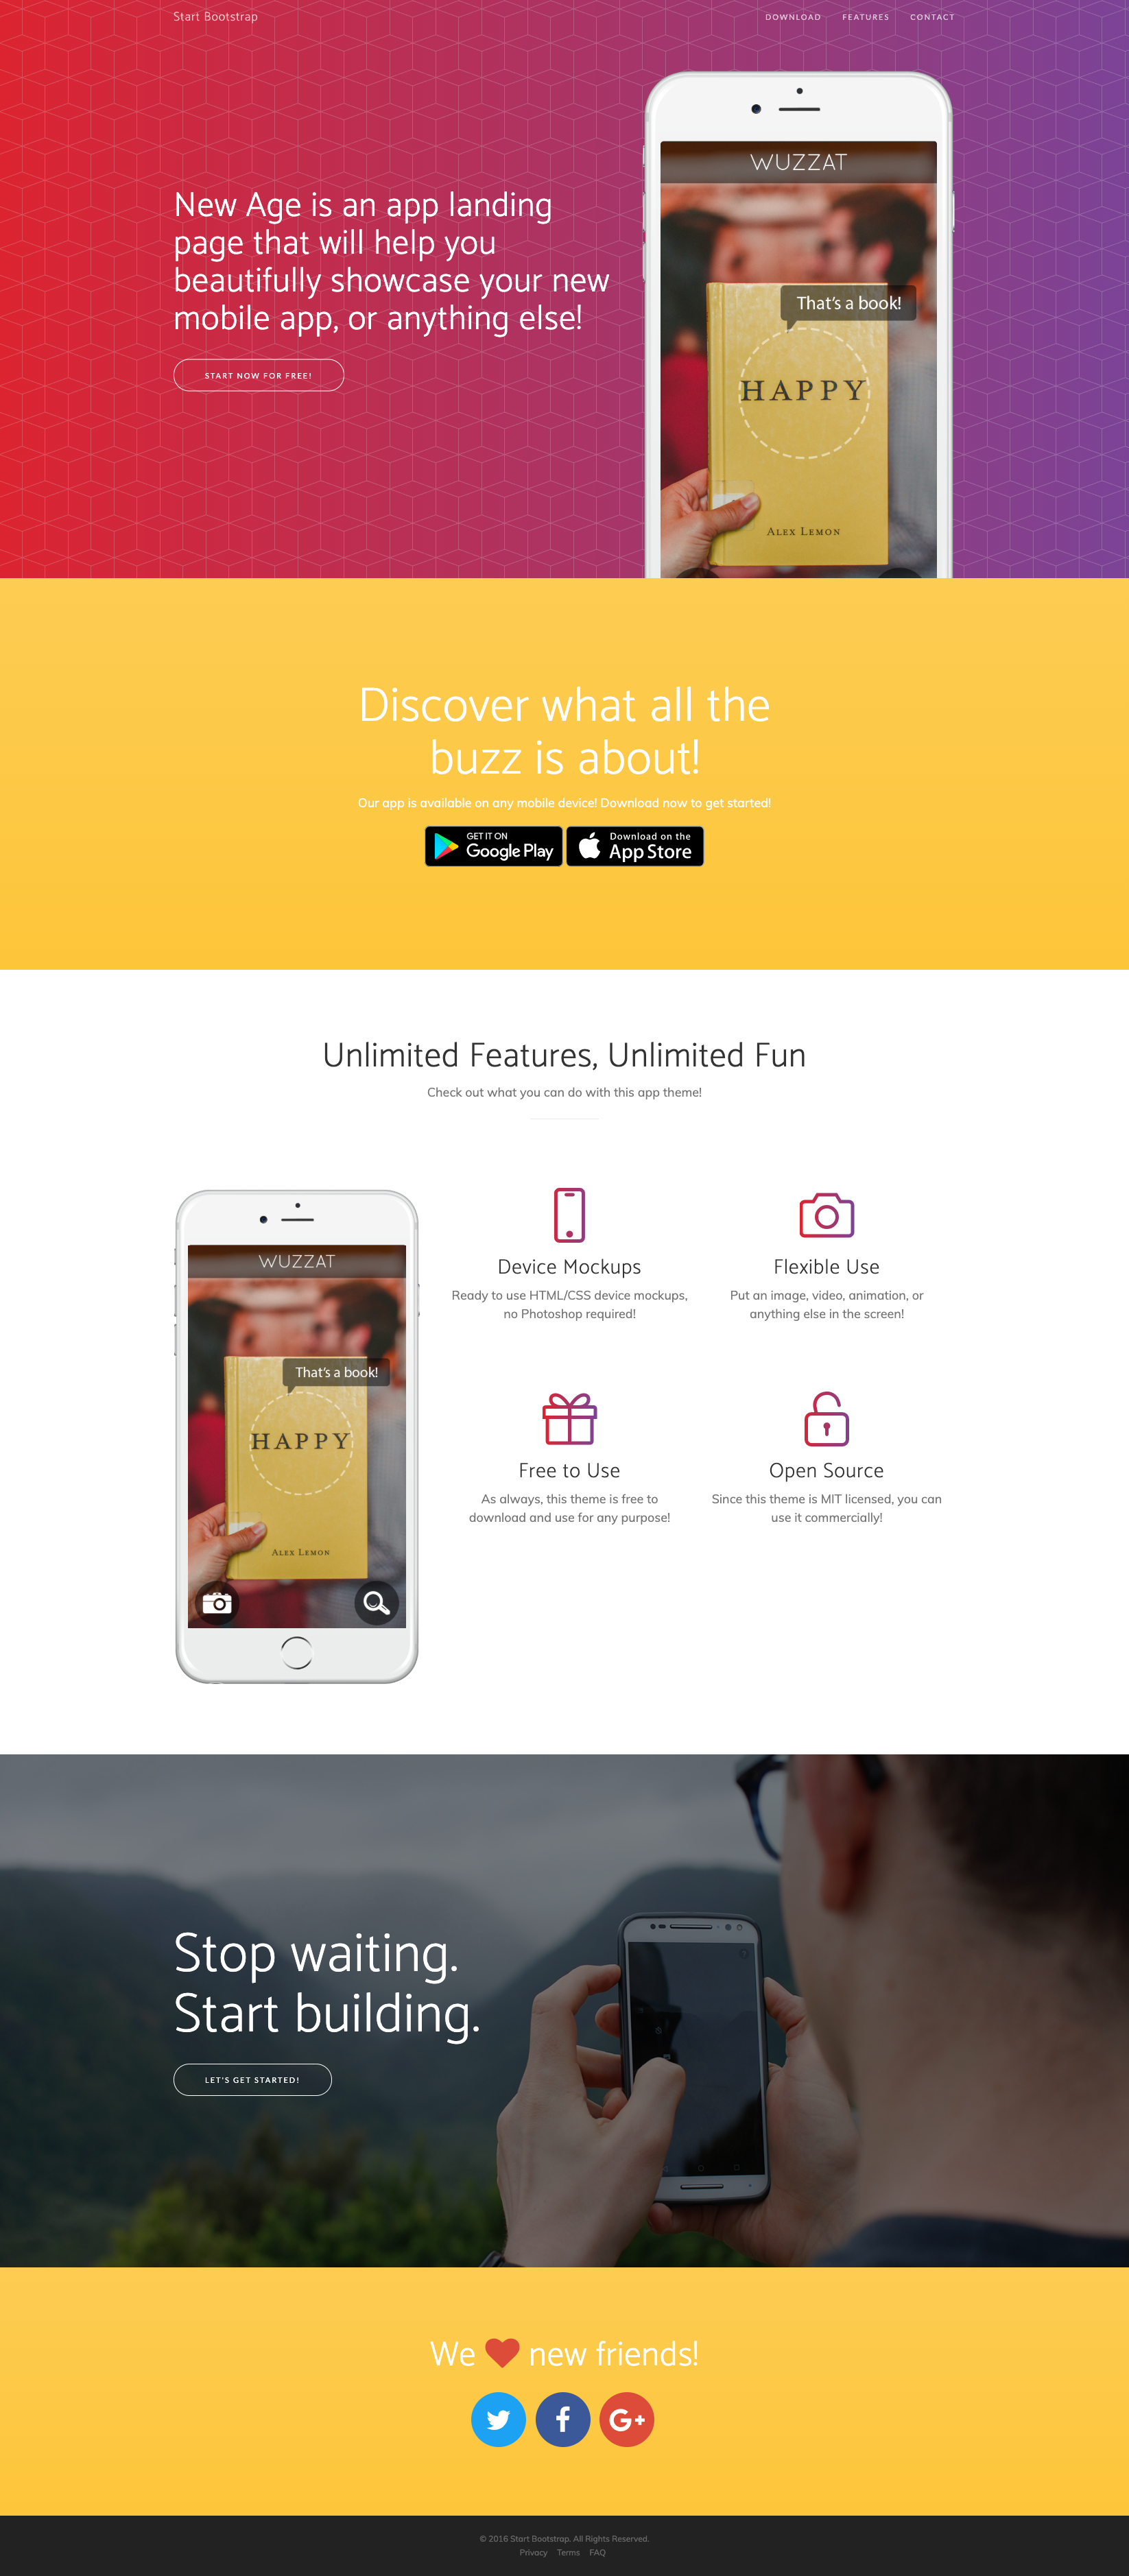 Start Bootstrap
DOWNLOAD FEATURES CONTACT
WUZZAT
New Age is an app landing
page that will help you
beautifully showcase your new
mobile app, or anything else!
START NOW FOR FREE!
That's a book!
HAPPY
ALEX LEMON
Discover what all the
buzz is about!
Our app is available on any mobile device! Download now to get started!
GET IT ON
Google Play
Download on the
App Store
Unlimited Features, Unlimited Fun
Check out what you can do with this app theme!
WUZZAT
That's a book!
HAPPY
ALEX LEMON
Device Mockups
Ready to use HTML/CSS device mockups,
no Photoshop required!
Flexible Use
Put an image, video, animation, or
anything else in the screen!
Free to Use
As always, this theme is free to
download and use for any purpose!
Open Source
Since this theme is MIT licensed, you can
use it commercially!
Stop waiting.
Start building.
LET'S GET STARTED!
We new friends!
G+
© 2016 Start Bootstrap. All Rights Reserved.
Privacy Terms FAQ